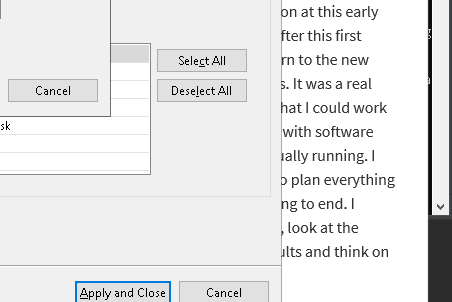 on at this early
fter this first
Select All
rn to the new
s. It was a real
Cancel
Deselect All
hat I could work
sk
with software
ually running. I
o plan everything
ng to end. I
, look at the
ults and think on
Apply and Close
Cancel